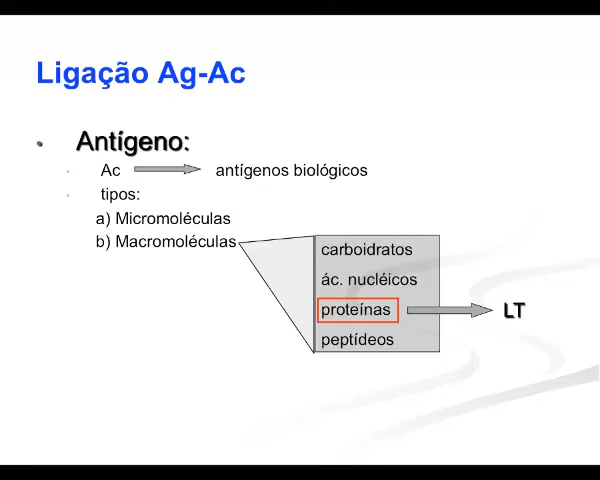 Ligação Ag-Ac
• Antígeno:
• Ac antígenos biológicos
• tipos:
a) Micromoléculas
b) Macromoléculas
carboidratos
ác. nucléicos
proteínas LT
peptídeos